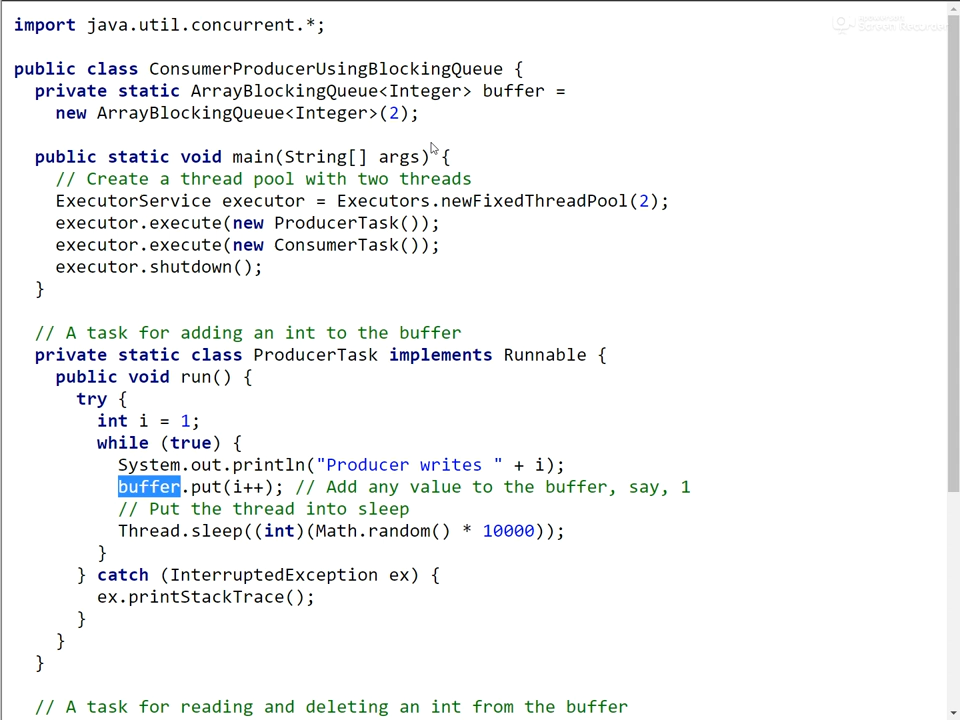 import java.util.concurrent.*;
public class ConsumerProducerUsingBlockingQueue {
private static ArrayBlockingQueue<Integer> buffer =
new ArrayBlockingQueue<Integer>(2);
public static void main(String[] args) {
// Create a thread pool with two threads
ExecutorService executor = Executors.newFixedThreadPool(2);
executor.execute(new ProducerTask());
executor.execute(new ConsumerTask());
executor.shutdown();
}
// A task for adding an int to the buffer
private static class ProducerTask implements Runnable {
public void run() {
try {
int i = 1;
while (true) {
System.out.println("Producer writes " + i);
buffer.put(i++); // Add any value to the buffer, say, 1
// Put the thread into sleep
Thread.sleep((int)(Math.random() * 10000));
}
} catch (InterruptedException ex) {
ex.printStackTrace();
}
}
}
// A task for reading and deleting an int from the buffer